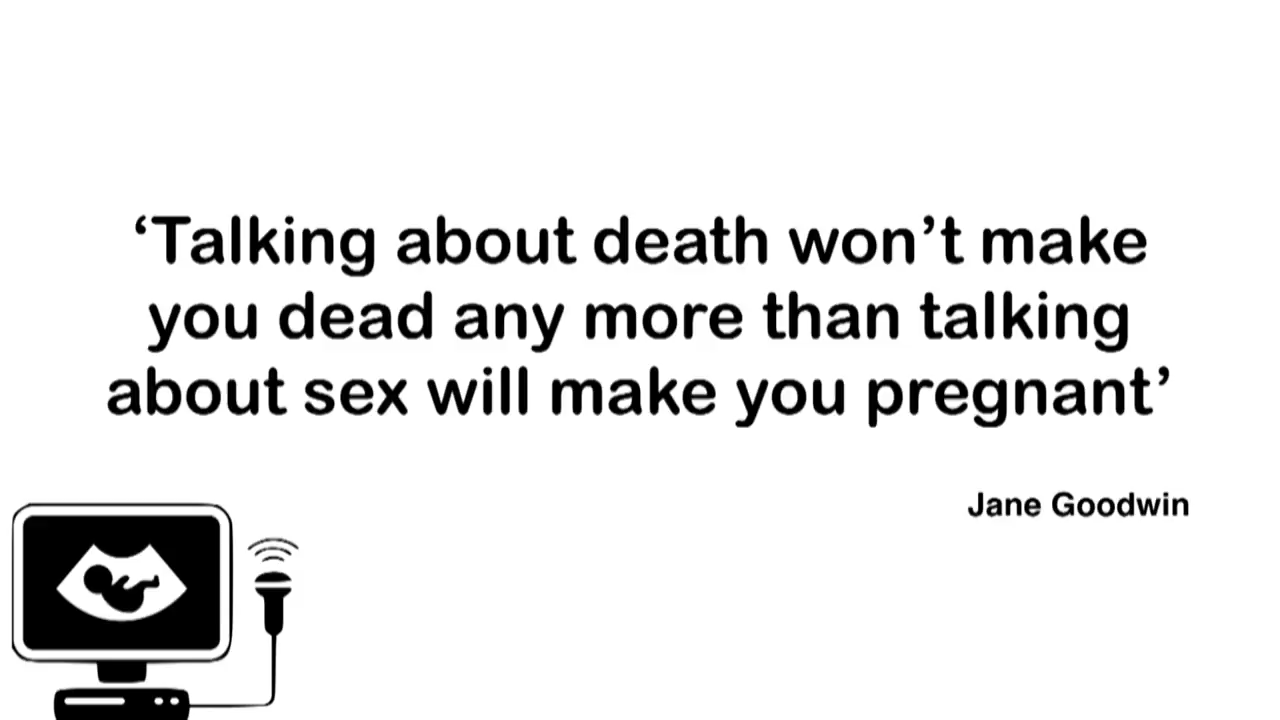 ‘Talking about death won’t make
you dead any more than talking
about sex will make you pregnant’
Jane Goodwin